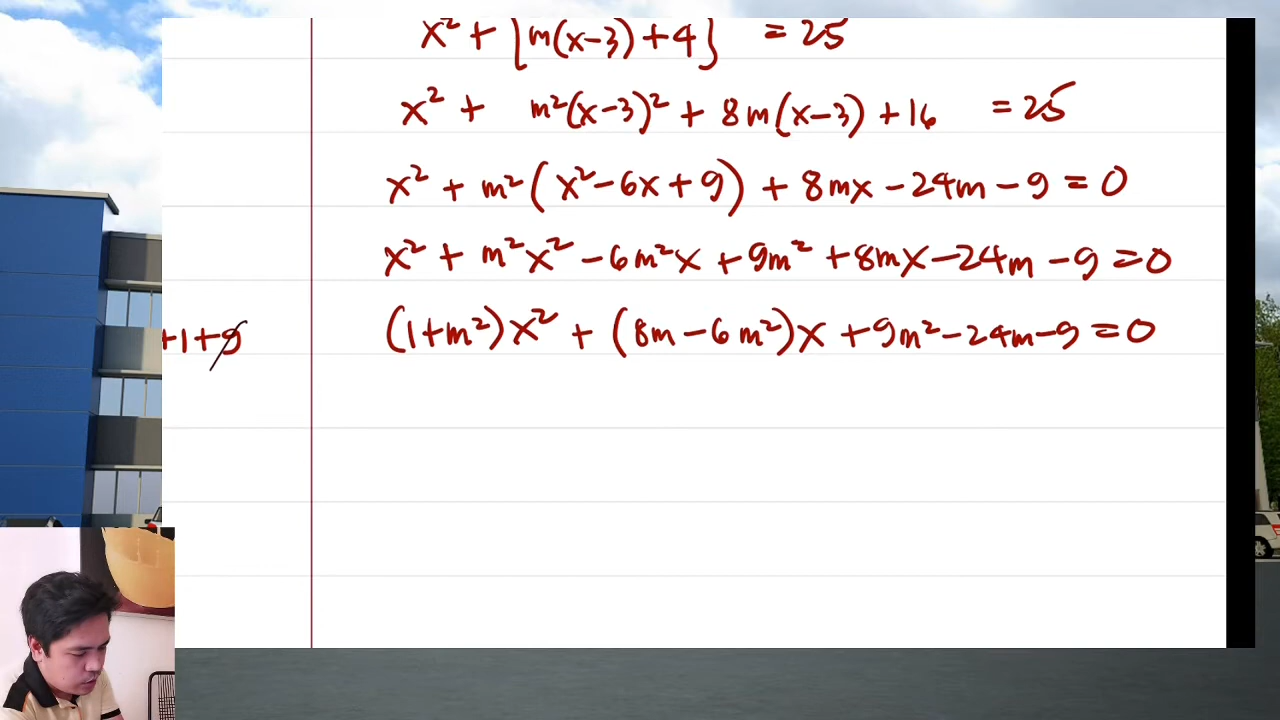 x² + [m(x-3) + 4] = 25
x² + m²(x-3)² + 8m(x-3) + 16 = 25
x² + m²(x²-6x+9) + 8mx - 24m - 9 = 0
x² + m²x² - 6m²x + 9m² + 8mx - 24m - 9 = 0
+1+9
(1+m²)x² + (8m - 6m²)x + 9m² - 24m - 9 = 0